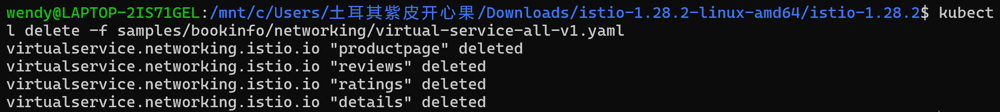 wendy@LAPTOP-2IS71GEL:/mnt/c/Users/土耳其紫皮开心果/Downloads/istio-1.28.2-linux-amd64/istio-1.28.2$ kubect
l delete -f samples/bookinfo/networking/virtual-service-all-v1.yaml
virtualservice.networking.istio.io "productpage" deleted
virtualservice.networking.istio.io "reviews" deleted
virtualservice.networking.istio.io "ratings" deleted
virtualservice.networking.istio.io "details" deleted